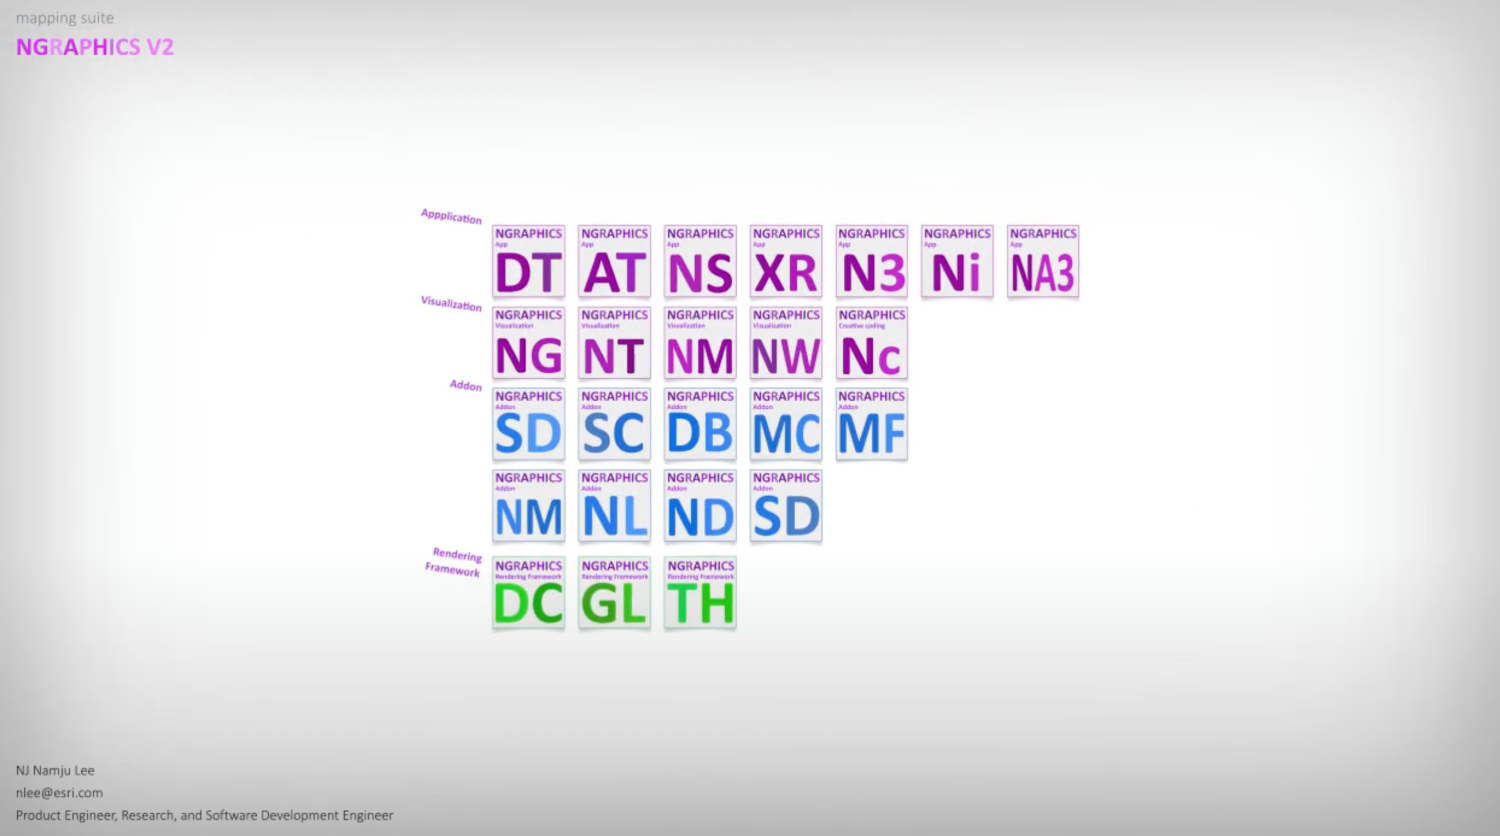 mapping suite
NGRAPHICS V2
Appplication
NGRAPHICS NGRAPHICS NGRAPHICS NGRAPHICS NGRAPHICS NGRAPHICS NGRAPHICS
App App App App App App App
DT AT NS XR N3 Ni NA3
Visualization
NGRAPHICS NGRAPHICS NGRAPHICS NGRAPHICS NGRAPHICS
Visualization Visualization Visualization Visualization Creative coding
NG NT NM NW Nc
Addon
NGRAPHICS NGRAPHICS NGRAPHICS NGRAPHICS NGRAPHICS
Addon Addon Addon Addon Addon
SD SC DB MC MF
NGRAPHICS NGRAPHICS NGRAPHICS NGRAPHICS
Addon Addon Addon Addon
NM NL ND SD
Rendering
Framework
NGRAPHICS NGRAPHICS NGRAPHICS
Rendering Framework Rendering Framework Rendering Framework
DC GL TH
NJ Namju Lee
nlee@esri.com
Product Engineer, Research, and Software Development Engineer